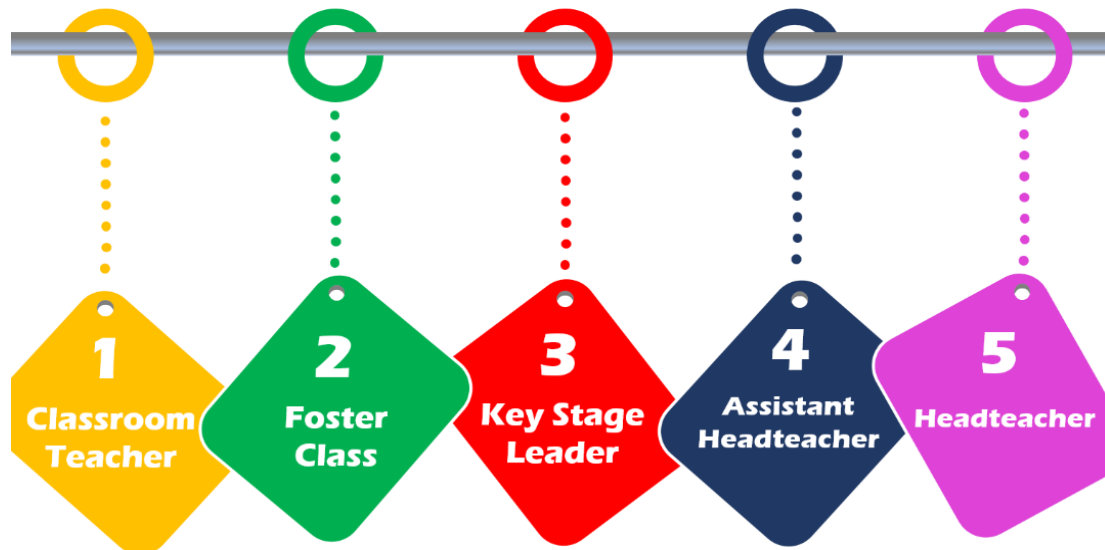 1
Classroom
Teacher
2
Foster
Class
3
Key Stage
Leader
4
Assistant
Headteacher
5
Headteacher